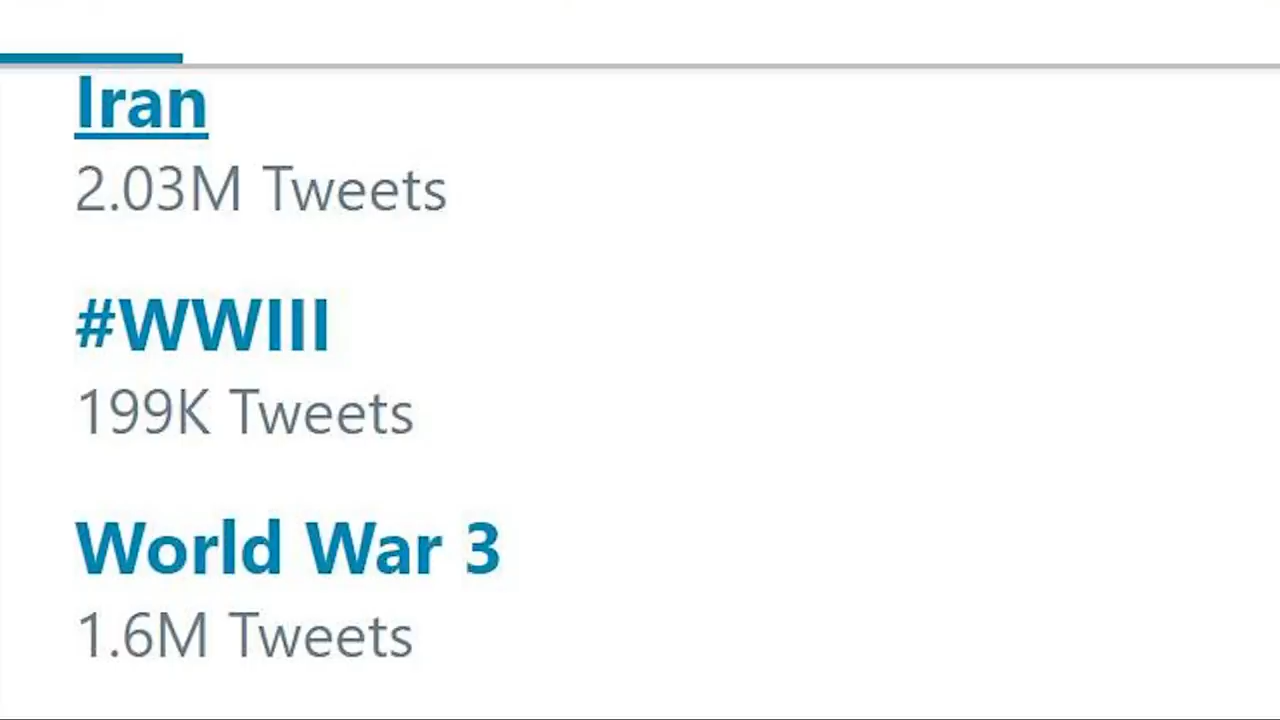 Iran
2.03M Tweets
#WWIII
199K Tweets
World War 3
1.6M Tweets